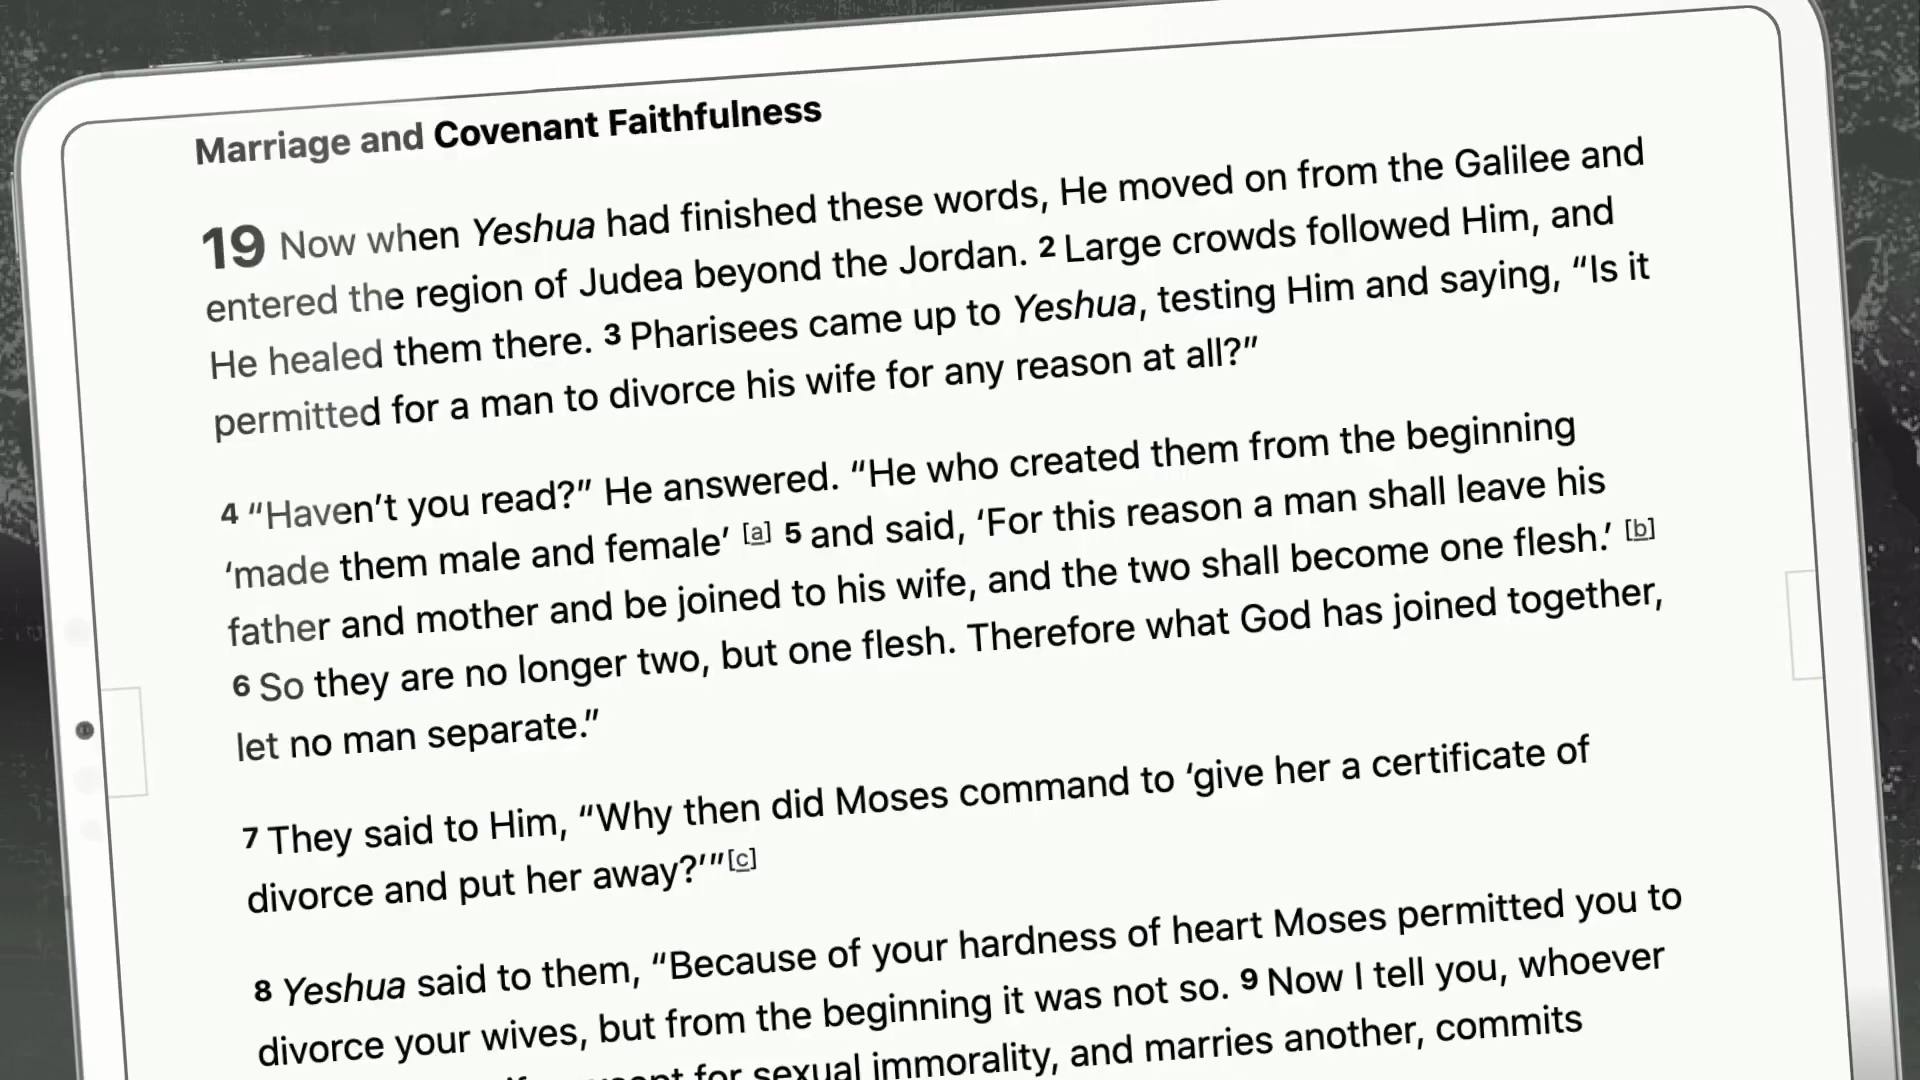 Marriage and Covenant Faithfulness
19 Now when Yeshua had finished these words, He moved on from the Galilee and
entered the region of Judea beyond the Jordan. 2 Large crowds followed Him, and
He healed them there. 3 Pharisees came up to Yeshua, testing Him and saying, “Is it
permitted for a man to divorce his wife for any reason at all?”
4 “Haven’t you read?” He answered. “He who created them from the beginning
‘made them male and female’ [a] 5 and said, ‘For this reason a man shall leave his
father and mother and be joined to his wife, and the two shall become one flesh.’ [b]
6 So they are no longer two, but one flesh. Therefore what God has joined together,
let no man separate.”
7 They said to Him, “Why then did Moses command to ‘give her a certificate of
divorce and put her away?’”[c]
8 Yeshua said to them, “Because of your hardness of heart Moses permitted you to
divorce your wives, but from the beginning it was not so. 9 Now I tell you, whoever
for sexual immorality, and marries another, commits